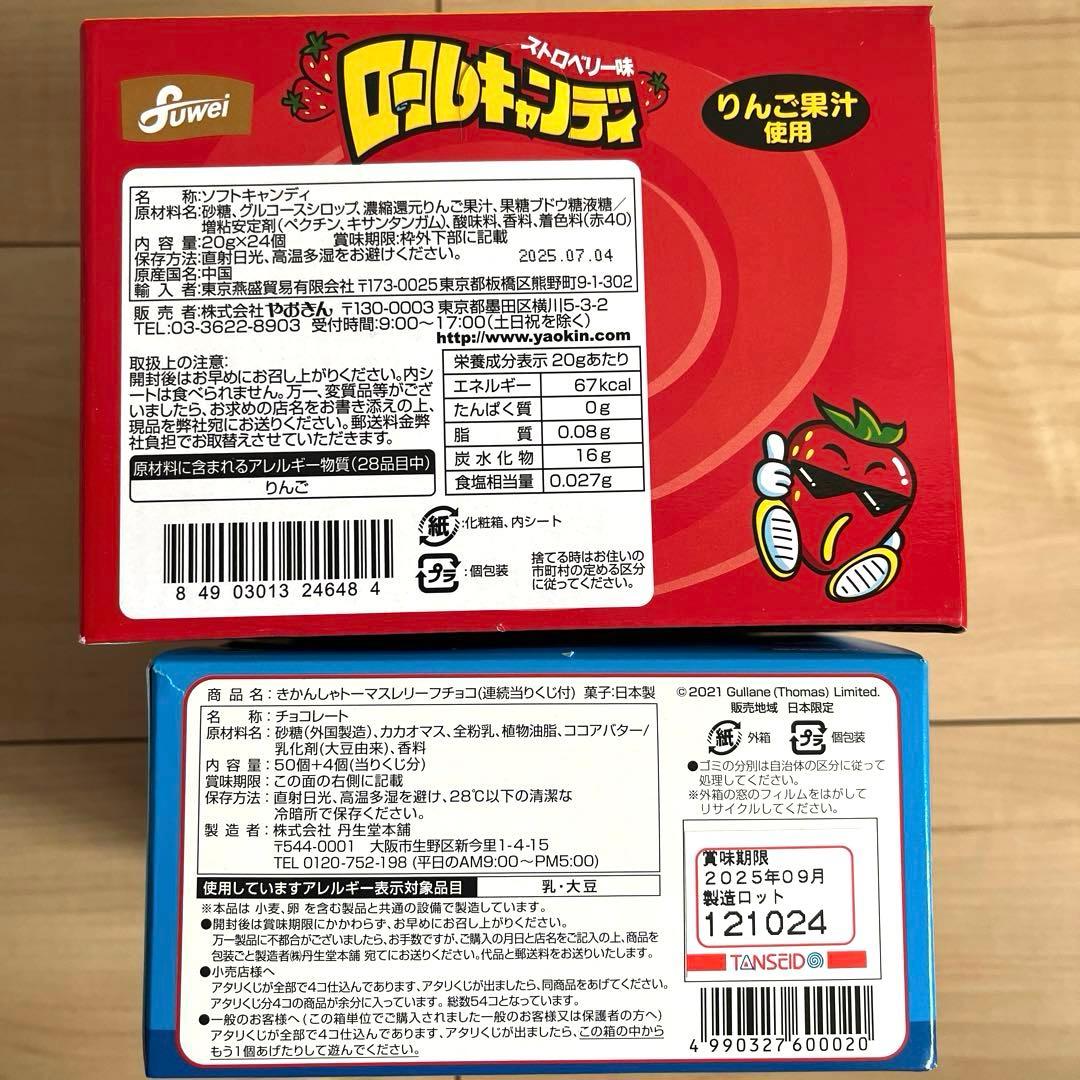 Suwei
ストロベリー味
ロールキャンディ
りんご果汁
使用
名 称:ソフトキャンディ
原材料名:砂糖、グルコースシロップ、濃縮還元りんご果汁、果糖ブドウ糖液糖／
増粘安定剤(ペクチン、キサンタンガム)、酸味料、香料、着色料(赤40)
内 容 量:20g×24個 賞味期限:枠外下部に記載
保存方法:直射日光、高温多湿をお避けください。
2025.07.04
原産国名:中国
輸 入 者:東京燕盛貿易有限会社 〒173-0025 東京都板橋区熊野町9-1-302
販 売 者:株式会社 やおきん 〒130-0003 東京都墨田区横川5-3-2
TEL:03-3622-8903 受付時間:9:00～17:00(土日祝を除く)
http://www.yaokin.com
取扱上の注意:
開封後はお早めにお召し上がりください。内シ
ートは食べられません。万一、変質品等がござ
いましたら、お求めの店名をお書き添えの上、
現品を弊社宛にお送りください。郵送料金弊
社負担でお取替えさせていただきます。
原材料に含まれるアレルギー物質(28品目中)
りんご
栄養成分表示 20gあたり
エネルギー 67kcal
たんぱく質 0g
脂 質 0.08g
炭水化物 16g
食塩相当量 0.027g
8 49 03013 24648 4
紙:化粧箱、内シート
プラ:個包装
捨てる時はお住いの
市町村の定める区分
に従ってください。
商 品 名:きかんしゃトーマスレリーフチョコ(連続当りくじ付) 菓子:日本製
名 称:チョコレート
原材料名:砂糖(外国製造)、カカオマス、全粉乳、植物油脂、ココアバター/
乳化剤(大豆由来)、香料
内 容 量:50個+4個(当りくじ分)
賞味期限:この面の右側に記載
保存方法:直射日光、高温多湿を避け、28℃以下の清潔な
冷暗所で保存ください。
製 造 者:株式会社 丹生堂本舗
〒544-0001 大阪市生野区新今里1-4-15
TEL 0120-752-198 (平日のAM9:00～PM5:00)
使用していますアレルギー表示対象品目 乳・大豆
※本品は 小麦、卵 を含む製品と共通の設備で製造しています。
●開封後は賞味期限にかかわらず、お早めにお召し上がりください。
万一製品に不都合がございましたら、お手数ですが、ご購入の月日と店名をご記入の上、商品を
包装ごと製造者㈱丹生堂本舗 宛てにお送りください。代品と郵送料をお送りいたします。
●小売店様へ
アタリくじが全部で4コ仕込んであります、アタリくじが出ましたら、同商品をあげてください。
アタリくじ分4コの商品が余分に入っています。総数54コとなっています。
●一般のお客様へ(この箱単位でご購入されました一般のお客様又は保護者の方へ)
アタリくじが全部で4コ仕込んであります、アタリくじが出ましたら、この箱の中から
もう1個あげたりして遊んでください。
©2021 Gullane (Thomas) Limited.
販売地域 日本限定
紙 外箱 プラ 個包装
●ゴミの分別は自治体の区分に従って
処理してください。
※外箱の窓のフィルムをはがして
リサイクルしてください。
賞味期限
2025年09月
製造ロット
121024
TANSEIDO
4 990327 600020